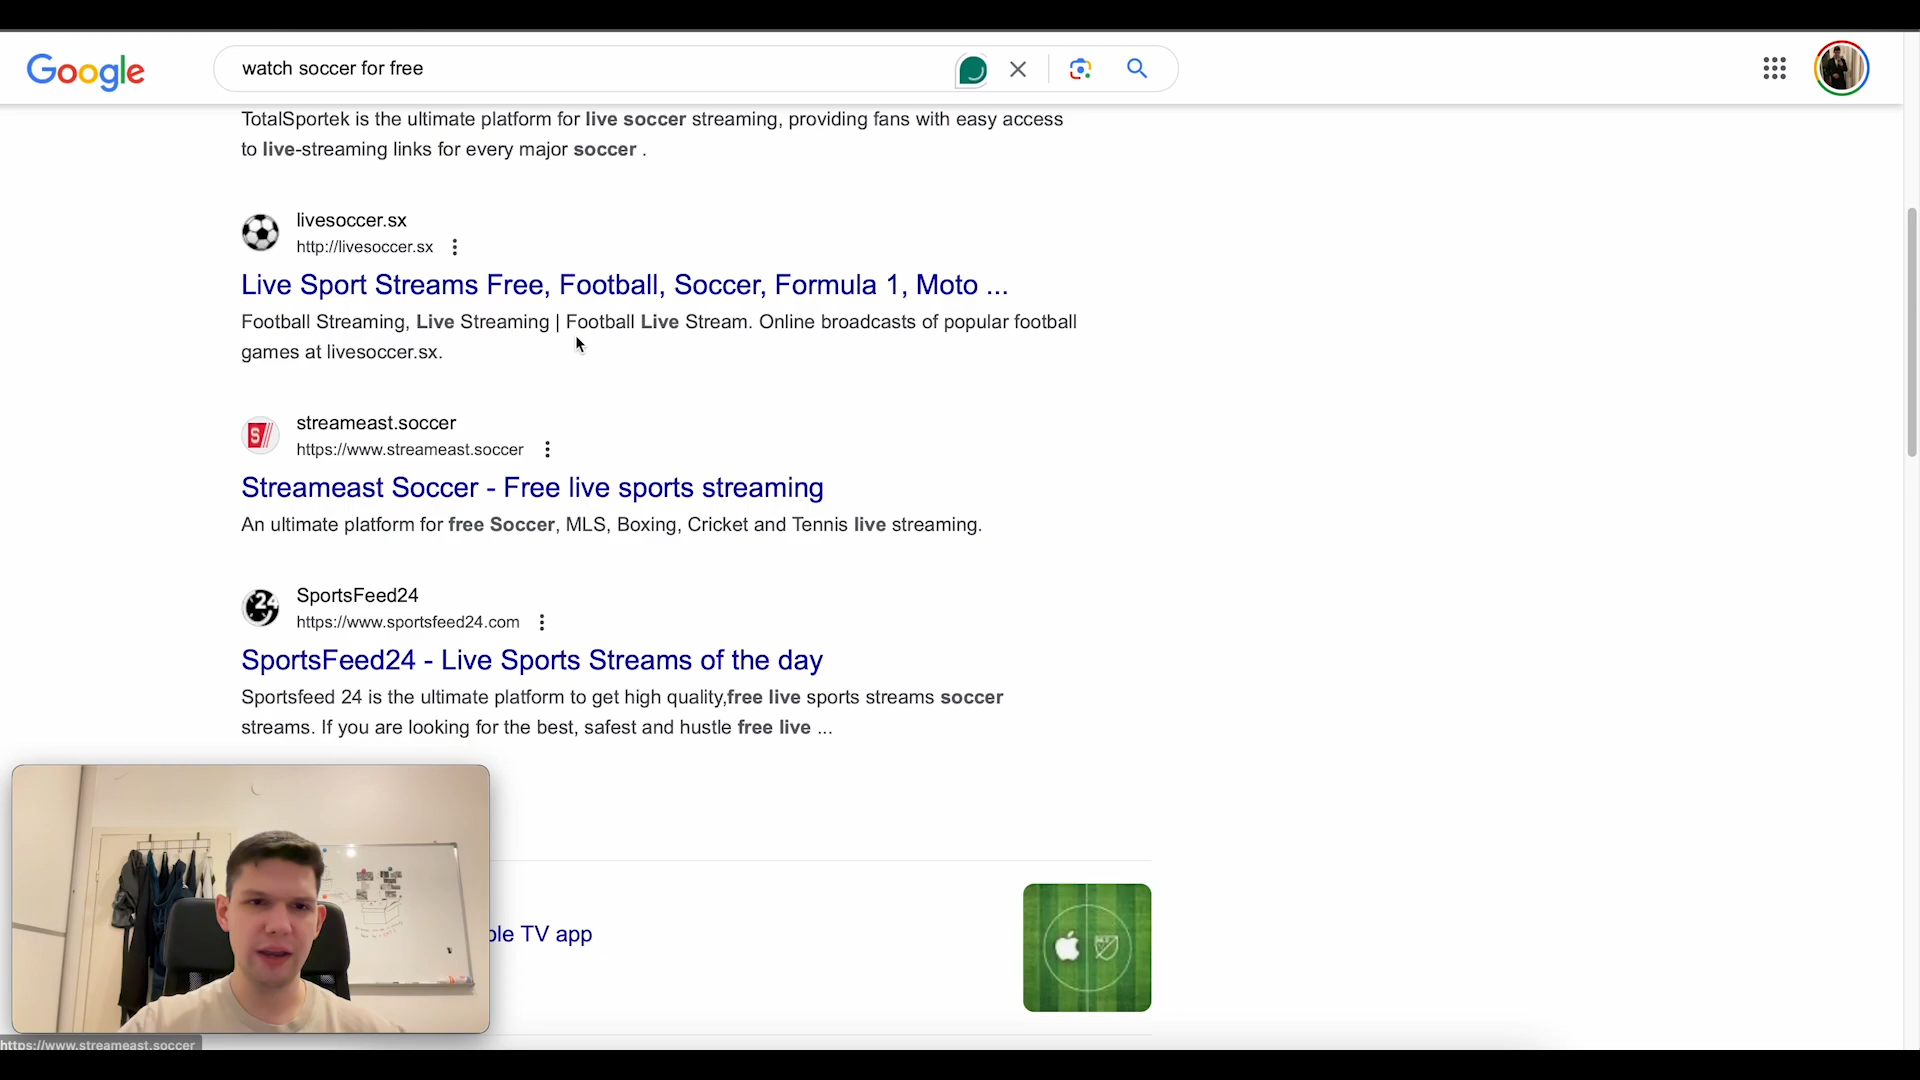 Google
watch soccer for free
TotalSportek is the ultimate platform for live soccer streaming, providing fans with easy access
to live-streaming links for every major soccer .
livesoccer.sx
http://livesoccer.sx
Live Sport Streams Free, Football, Soccer, Formula 1, Moto ...
Football Streaming, Live Streaming | Football Live Stream. Online broadcasts of popular football
games at livesoccer.sx.
streameast.soccer
https://www.streameast.soccer
Streameast Soccer - Free live sports streaming
An ultimate platform for free Soccer, MLS, Boxing, Cricket and Tennis live streaming.
24
SportsFeed24
https://www.sportsfeed24.com
SportsFeed24 - Live Sports Streams of the day
Sportsfeed 24 is the ultimate platform to get high quality,free live sports streams soccer
streams. If you are looking for the best, safest and hustle free live ...
ple TV app
https://www.streameast.soccer